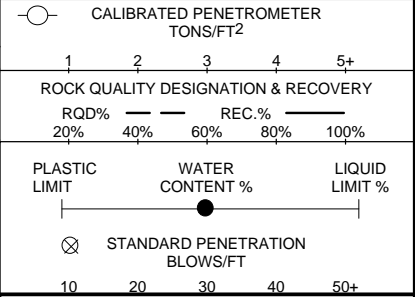 CALIBRATED PENETROMETER
TONS/FT2
1 2 3 4 5+
ROCK QUALITY DESIGNATION & RECOVERY
RQD% REC.%
20% 40% 60% 80% 100%
PLASTIC WATER LIQUID
LIMIT CONTENT % LIMIT %
STANDARD PENETRATION
BLOWS/FT
10 20 30 40 50+